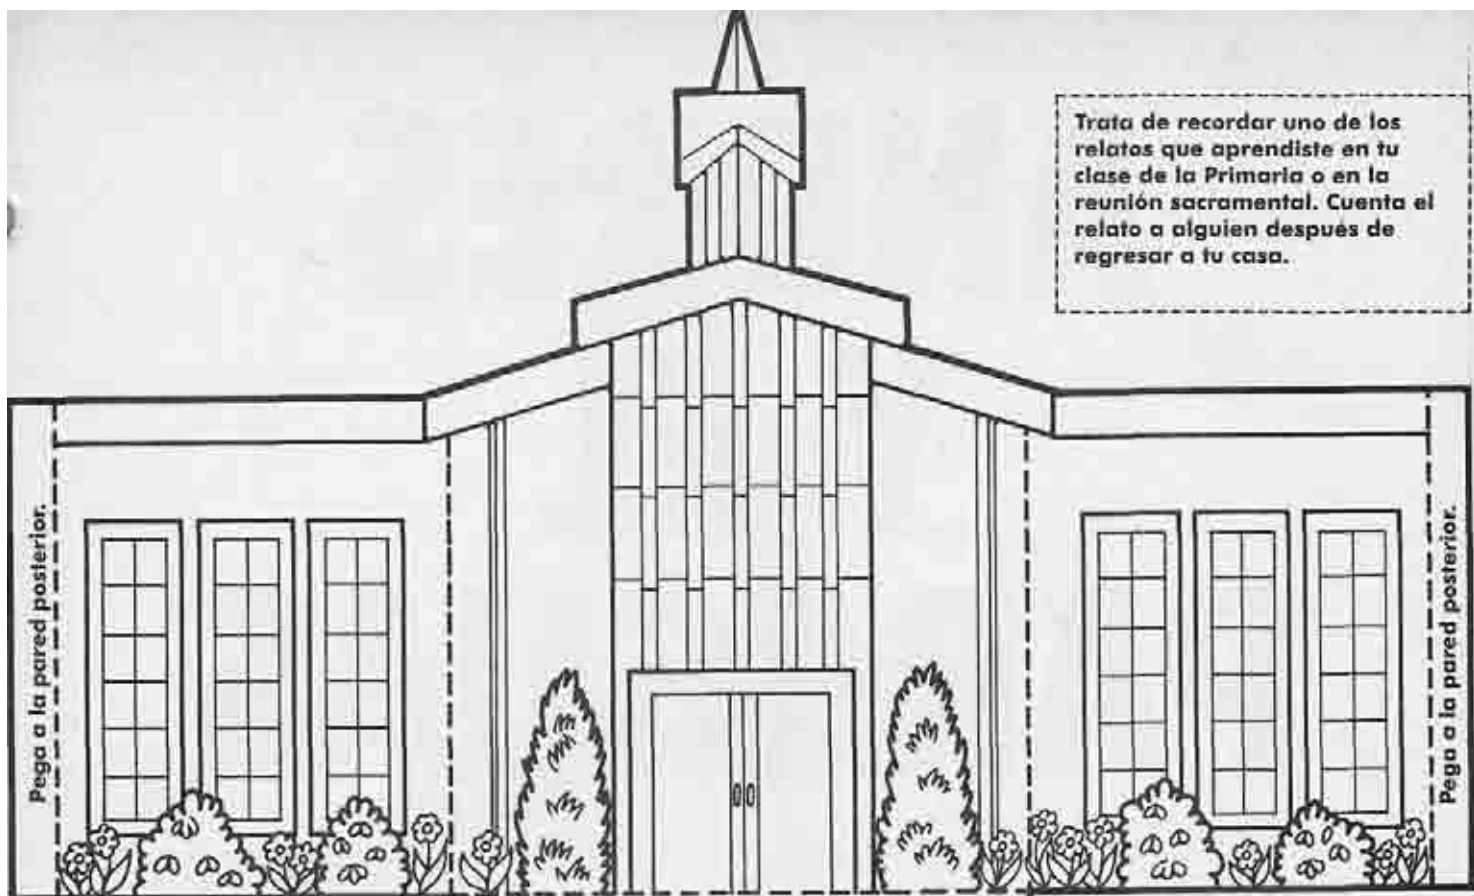 Trata de recordar uno de los
relatos que aprendiste en tu
clase de la Primaria o en la
reunión sacramental. Cuenta el
relato a alguien después de
regresar a tu casa.
Pega a la pared posterior.
Pega a la pared posterior.